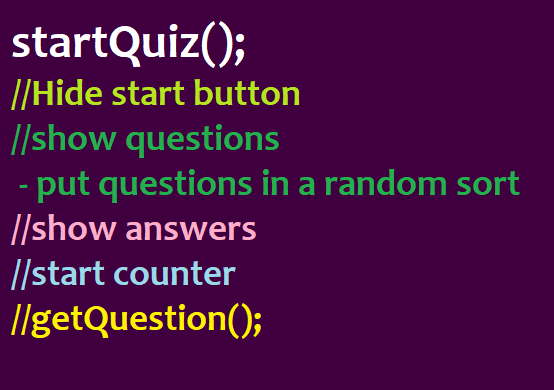 startQuiz();
//Hide start button
//show questions
- put questions in a random sort
//show answers
//start counter
//getQuestion();